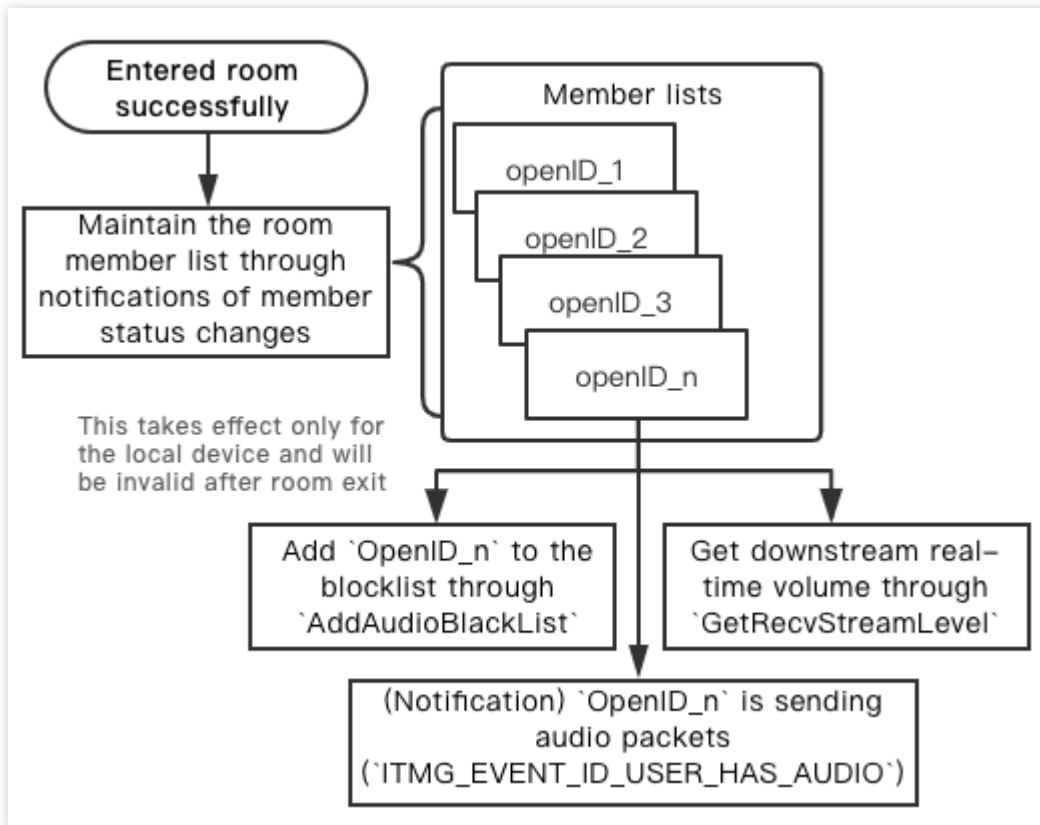 Entered room
successfully
Maintain the room
member list through
notifications of member
status changes
Member lists
openID_1
openID_2
openID_3
openID_n
This takes effect only for
the local device and will
be invalid after room exit
Add `OpenID_n` to the
blocklist through
`AddAudioBlackList`
Get downstream real-
time volume through
`GetRecvStreamLevel`
(Notification) `OpenID_n` is sending
audio packets
(`ITMG_EVENT_ID_USER_HAS_AUDIO`)